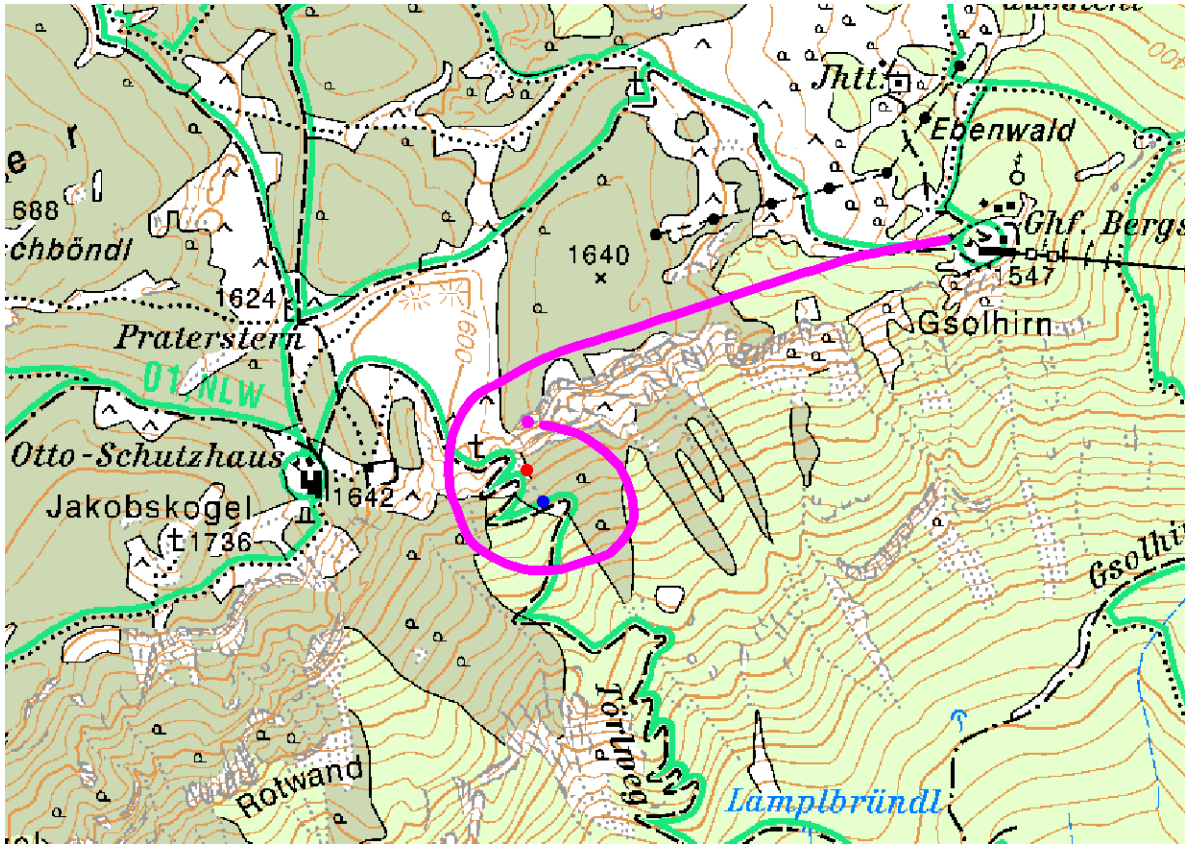 Jhtt.
Ebenwald
e r
688
chböndl
1640
Ghf. Bergs
1547
1624
Gsolhirn
Praterstern
1600
01 NLW
Otto-Schutzhaus
1642
Jakobskogel
1736
Gsolhir
Törlweg
Rotwand
Lamplbründl